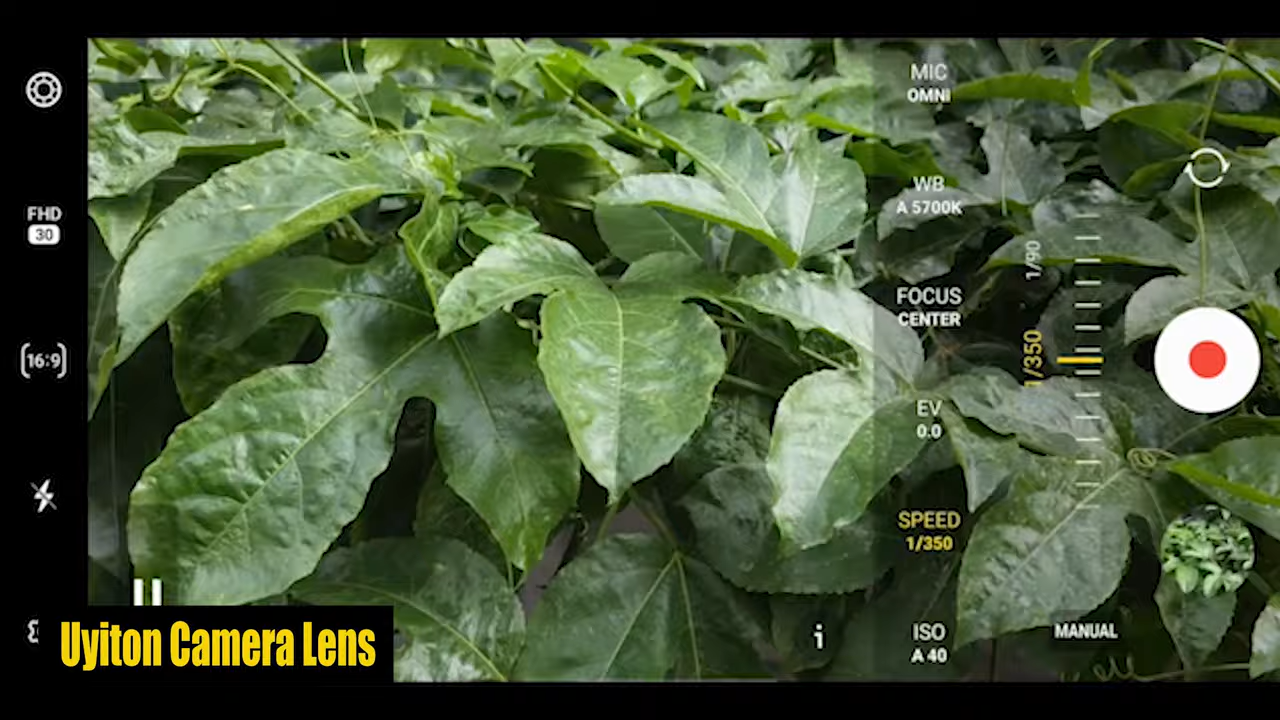 FHD
30
16:9
MIC
OMNI
WB
A 5700K
FOCUS
CENTER
EV
0.0
SPEED
1/350
ISO
A 40
1/90
1/350
MANUAL
i
Uyiton Camera Lens